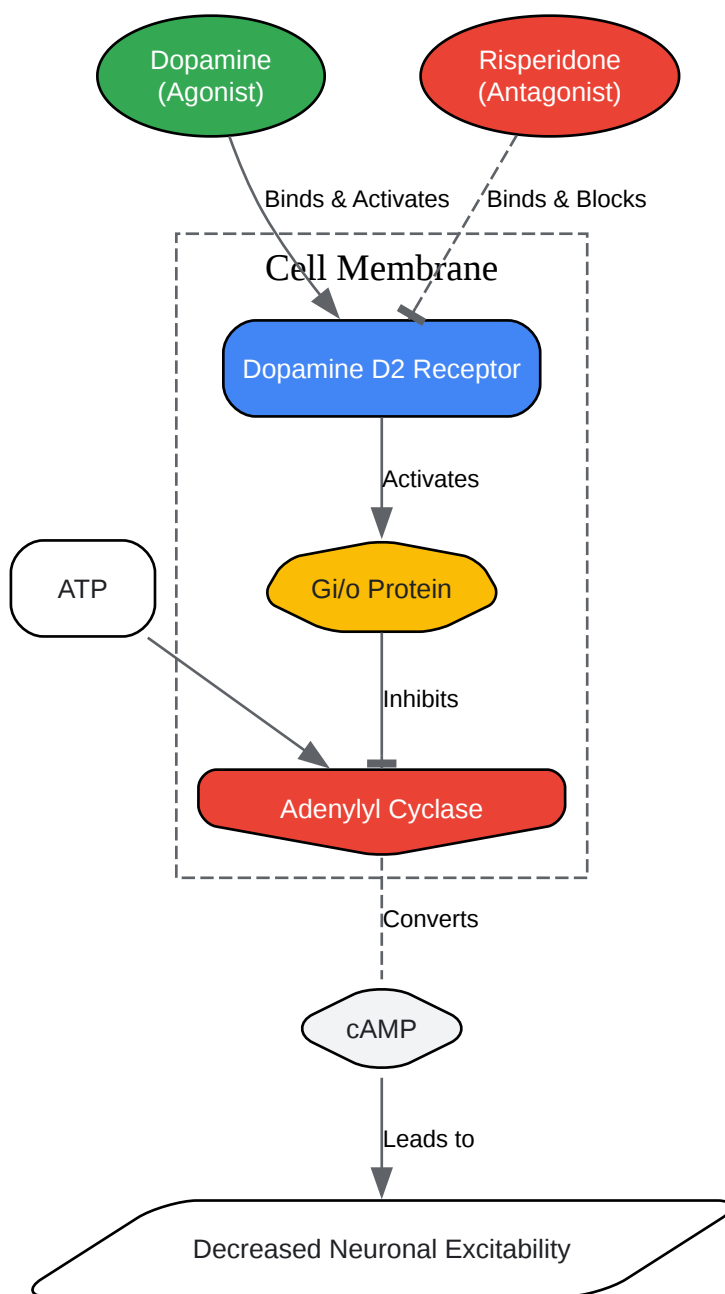 Dopamine
(Agonist)
Risperidone
(Antagonist)
Binds & Activates
Binds & Blocks
Cell Membrane
Dopamine D2 Receptor
Activates
ATP
Gi/o Protein
Inhibits
Adenylyl Cyclase
Converts
cAMP
Leads to
Decreased Neuronal Excitability